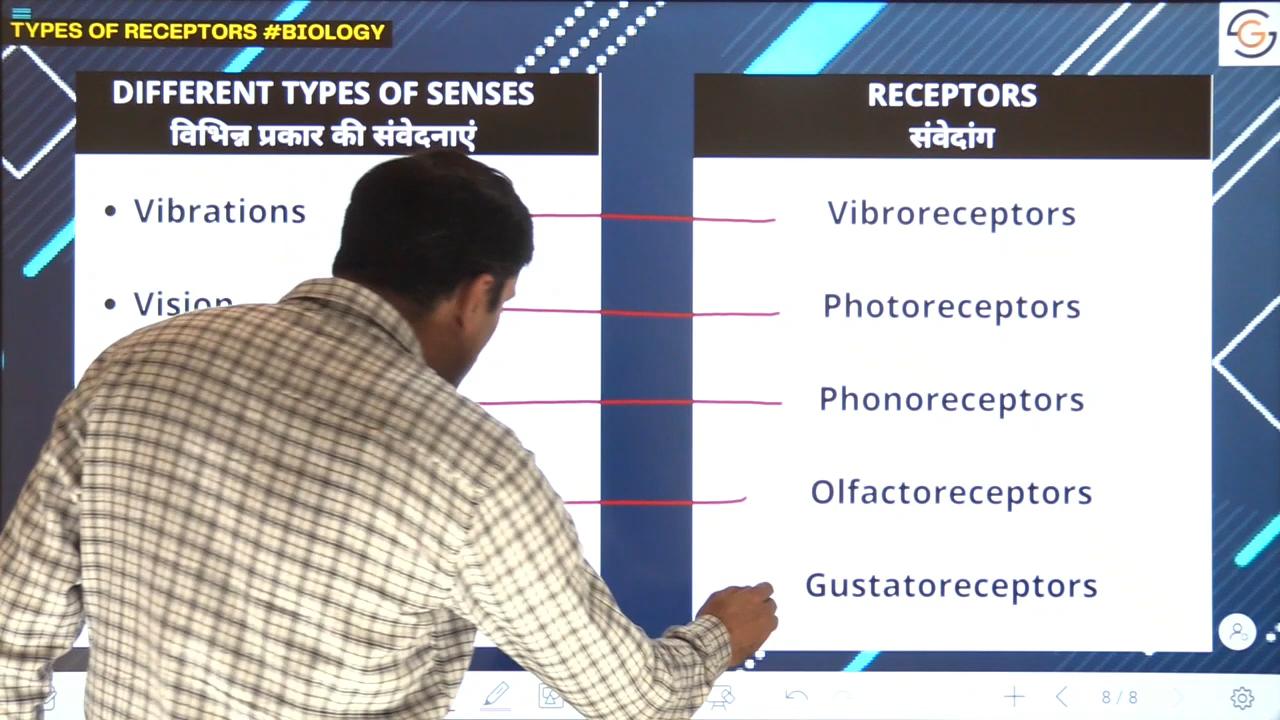 TYPES OF RECEPTORS #BIOLOGY
DIFFERENT TYPES OF SENSES
विभिन्न प्रकार की संवेदनाएं
• Vibrations
• Vision
RECEPTORS
संवेदांग
Vibroreceptors
Photoreceptors
Phonoreceptors
Olfactoreceptors
Gustatoreceptors
8/8